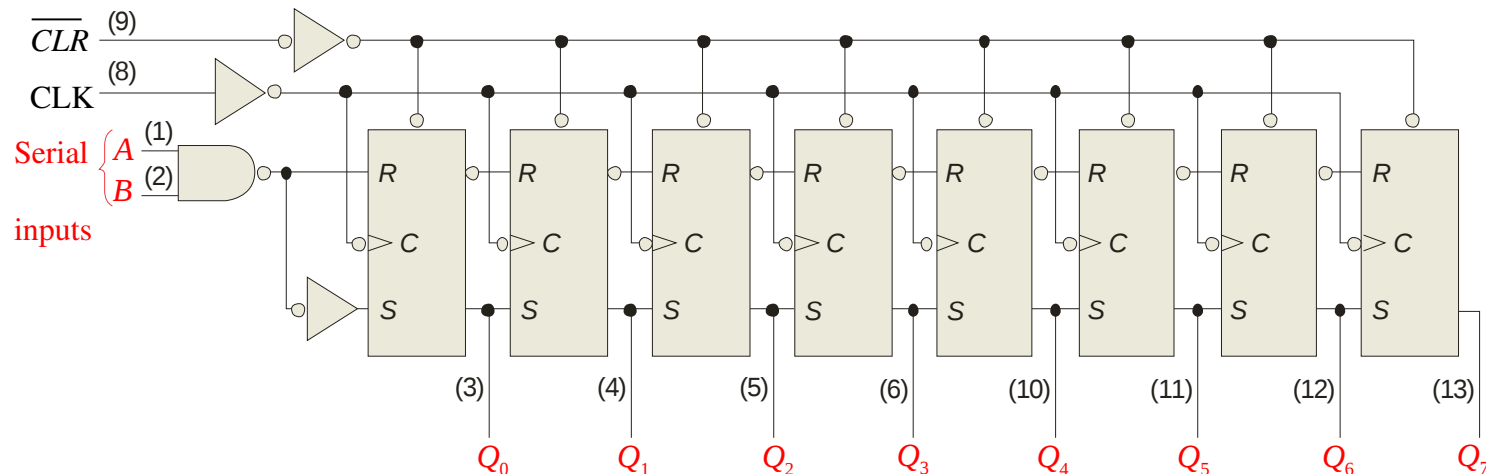 C̅L̅R̅ (9)
CLK (8)
Serial A (1)
B (2)
inputs
R R R R R R R R
C C C C C C C C
S S S S S S S S
(3) (4) (5) (6) (10) (11) (12) (13)
Q₀ Q₁ Q₂ Q₃ Q₄ Q₅ Q₆ Q₇